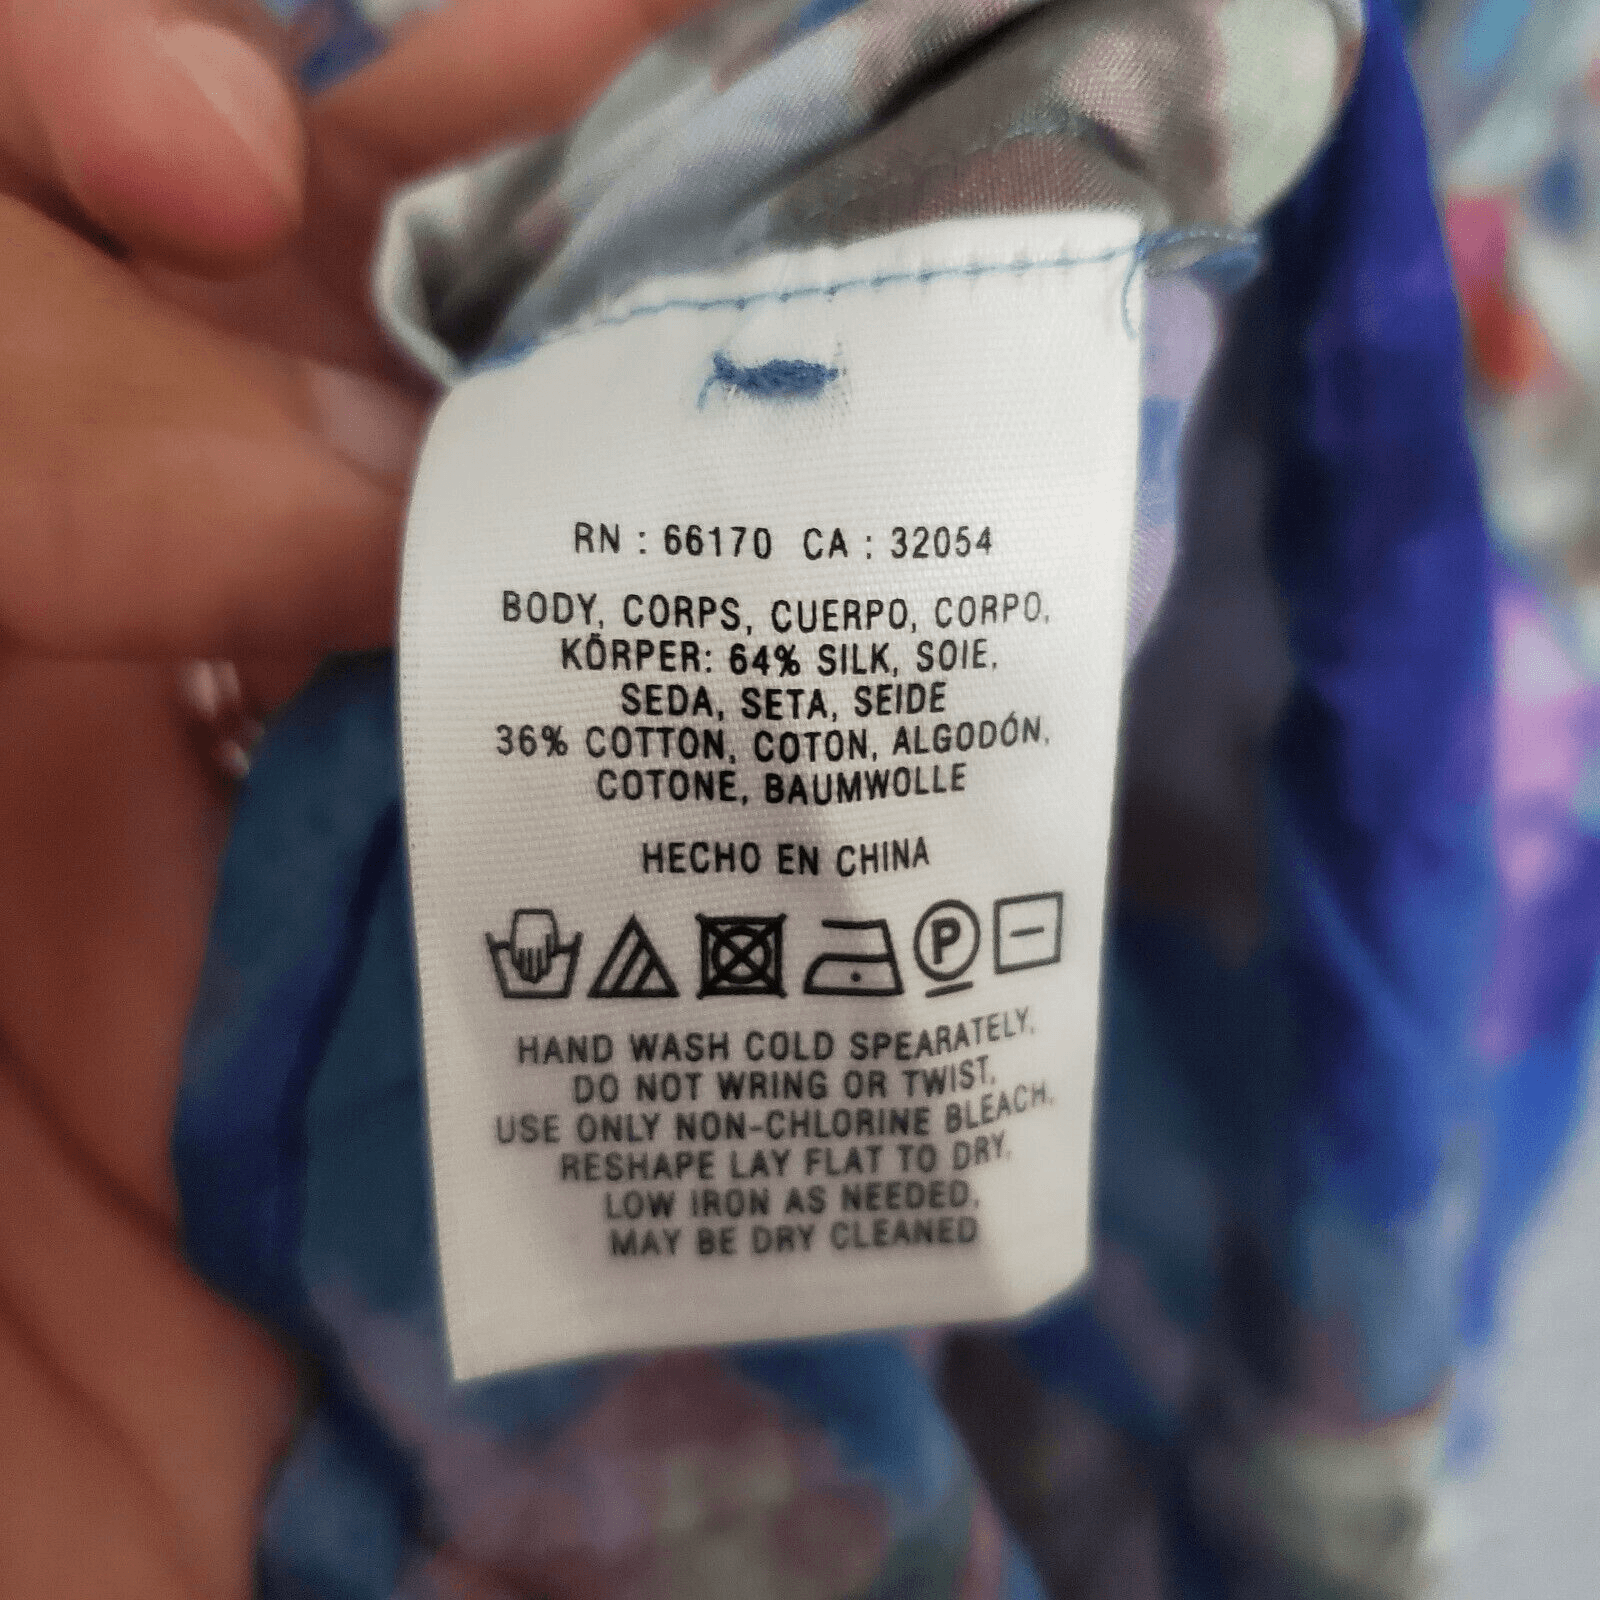 RN : 66170 CA : 32054
BODY, CORPS, CUERPO, CORPO,
KÖRPER: 64% SILK, SOIE,
SEDA, SETA, SEIDE
36% COTTON, COTON, ALGODÓN,
COTONE, BAUMWOLLE
HECHO EN CHINA
P
HAND WASH COLD SPEARATELY,
DO NOT WRING OR TWIST,
USE ONLY NON-CHLORINE BLEACH,
RESHAPE LAY FLAT TO DRY,
LOW IRON AS NEEDED,
MAY BE DRY CLEANED